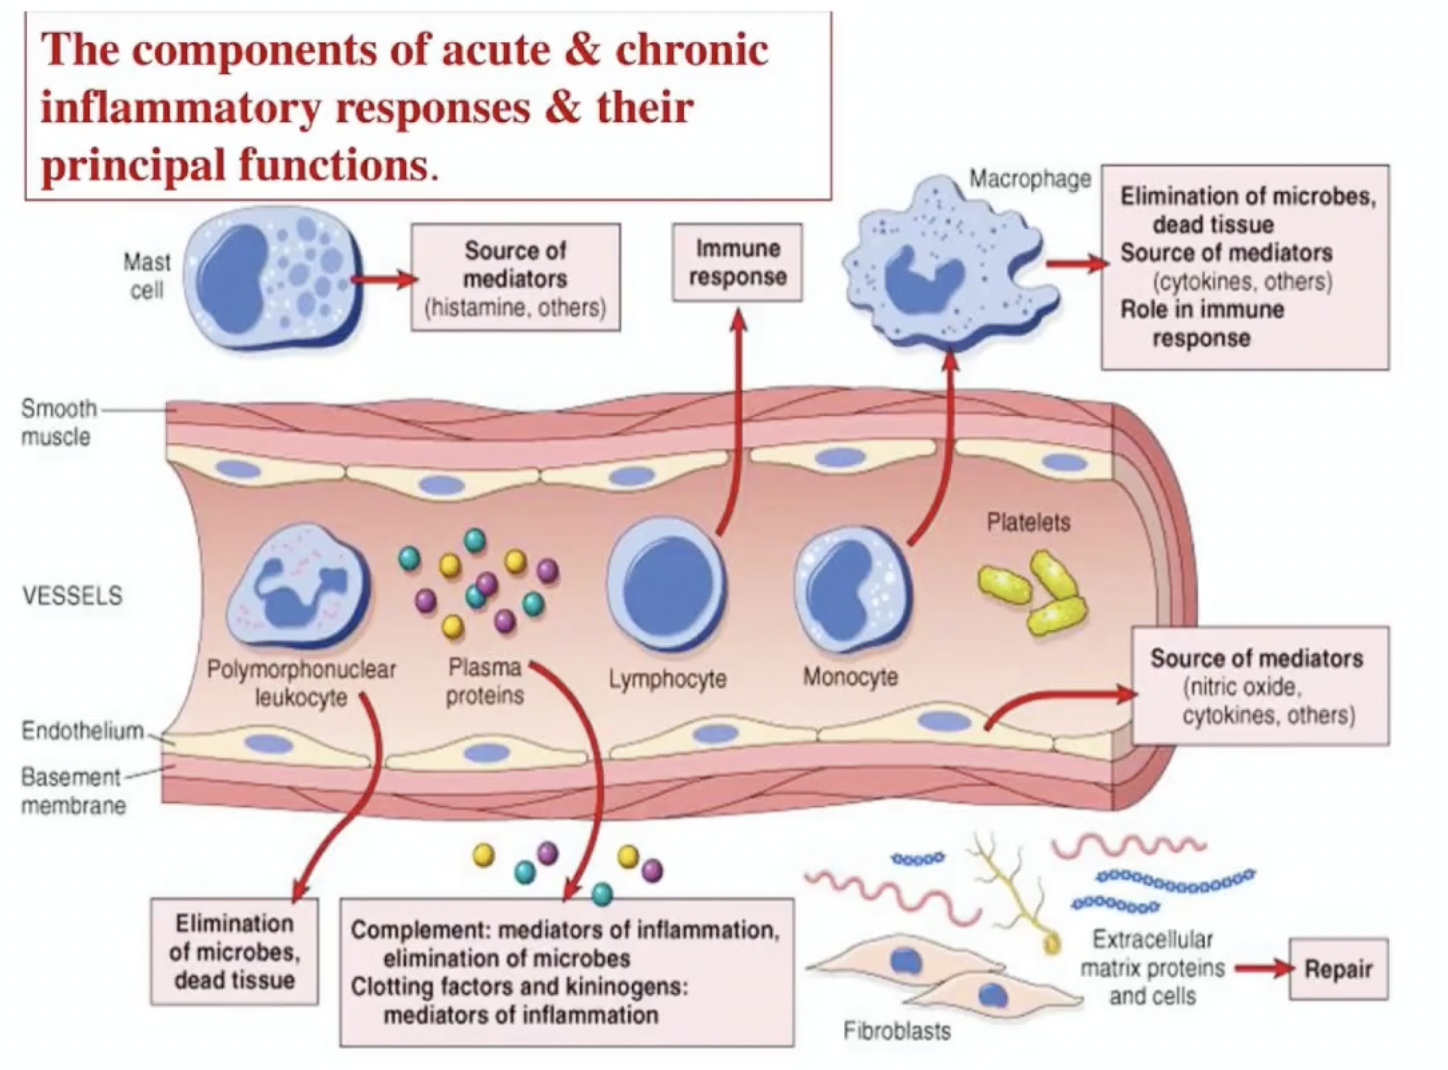 The components of acute & chronic
inflammatory responses & their
principal functions.
Mast
cell
Source of
mediators
(histamine, others)
Immune
response
Macrophage
Elimination of microbes,
dead tissue
Source of mediators
(cytokines, others)
Role in immune
response
Smooth
muscle
VESSELS
Platelets
Polymorphonuclear
leukocyte
Plasma
proteins
Lymphocyte
Monocyte
Source of mediators
(nitric oxide,
cytokines, others)
Endothelium
Basement
membrane
Elimination
of microbes,
dead tissue
Complement: mediators of inflammation,
elimination of microbes
Clotting factors and kininogens:
mediators of inflammation
Extracellular
matrix proteins
and cells
Repair
Fibroblasts